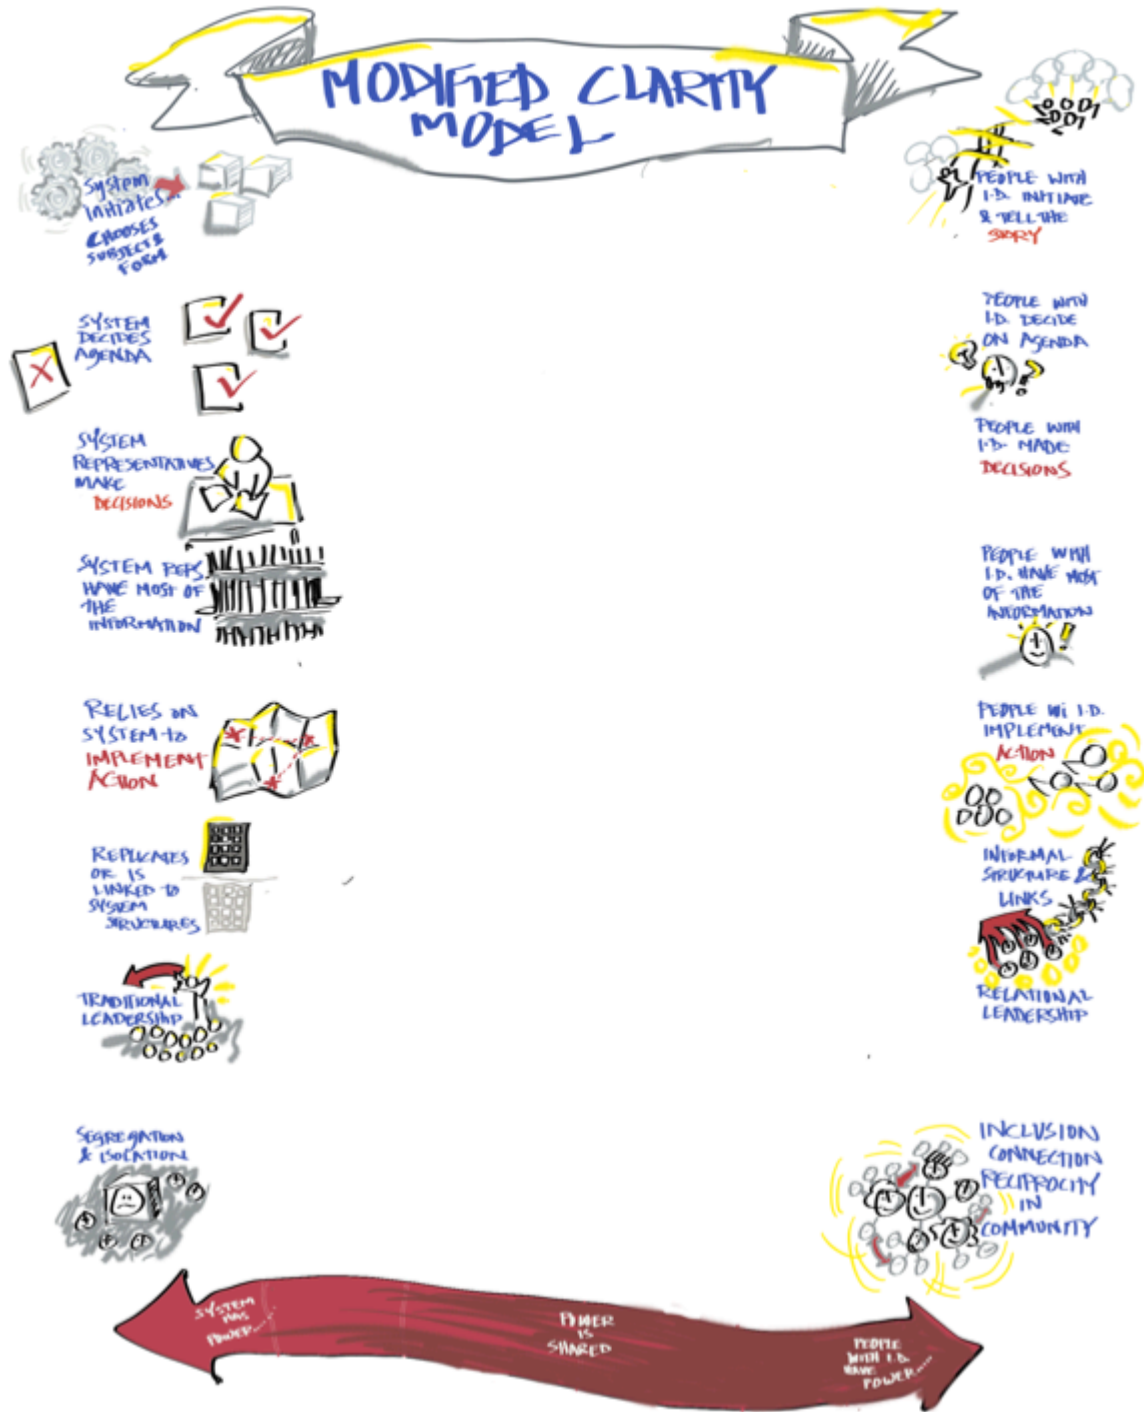 MODIFIED CLARITY
MODEL
System
initiates...
CHOOSES
SUBJECT &
FORM
SYSTEM
DECIDES
AGENDA
SYSTEM
REPRESENTATIVES
MAKE
DECISIONS
SYSTEM REPS
HAVE MOST OF
THE
INFORMATION
RELIES ON
SYSTEM to
IMPLEMENT
ACTION
REPLICATES
OR IS
LINKED to
SYSTEM
STRUCTURES
TRADITIONAL
LEADERSHIP
SEGREGATION
& ISOLATION
PEOPLE WITH
I.D. INITIATE
& TELL THE
STORY
PEOPLE WITH
I.D. DECIDE
ON AGENDA
PEOPLE WITH
I.D. MADE
DECISIONS
PEOPLE WITH
I.D. HAVE MOST
OF THE
INFORMATION
PEOPLE Wi I.D.
IMPLEMENT
ACTION
INFORMAL
STRUCTURE &
LINKS
RELATIONAL
LEADERSHIP
INCLUSION
CONNECTION
RECIPROCITY
IN
COMMUNITY
SYSTEM
HAS
POWER.....
POWER
IS
SHARED
PEOPLE
WITH I.D.
HAVE
POWER.....